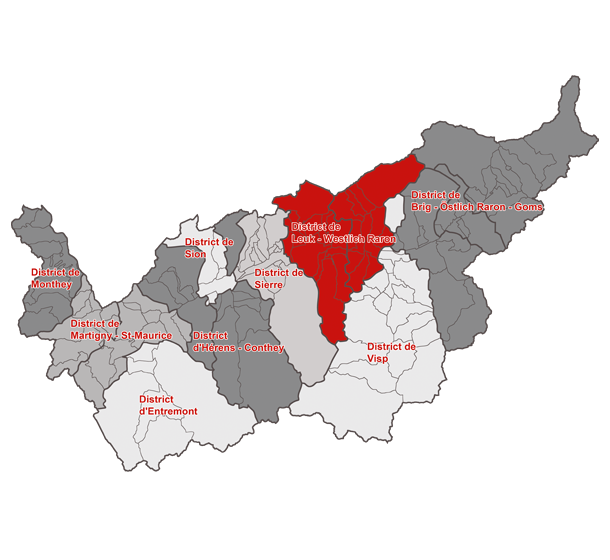 District de
Brig - Östlich Raron - Goms
District de
Leuk - Westlich Raron
District de
Sion
District de
Sierre
District de
Monthey
District de
Martigny - St-Maurice
District
d'Hérens - Conthey
District de
Visp
District
d'Entremont